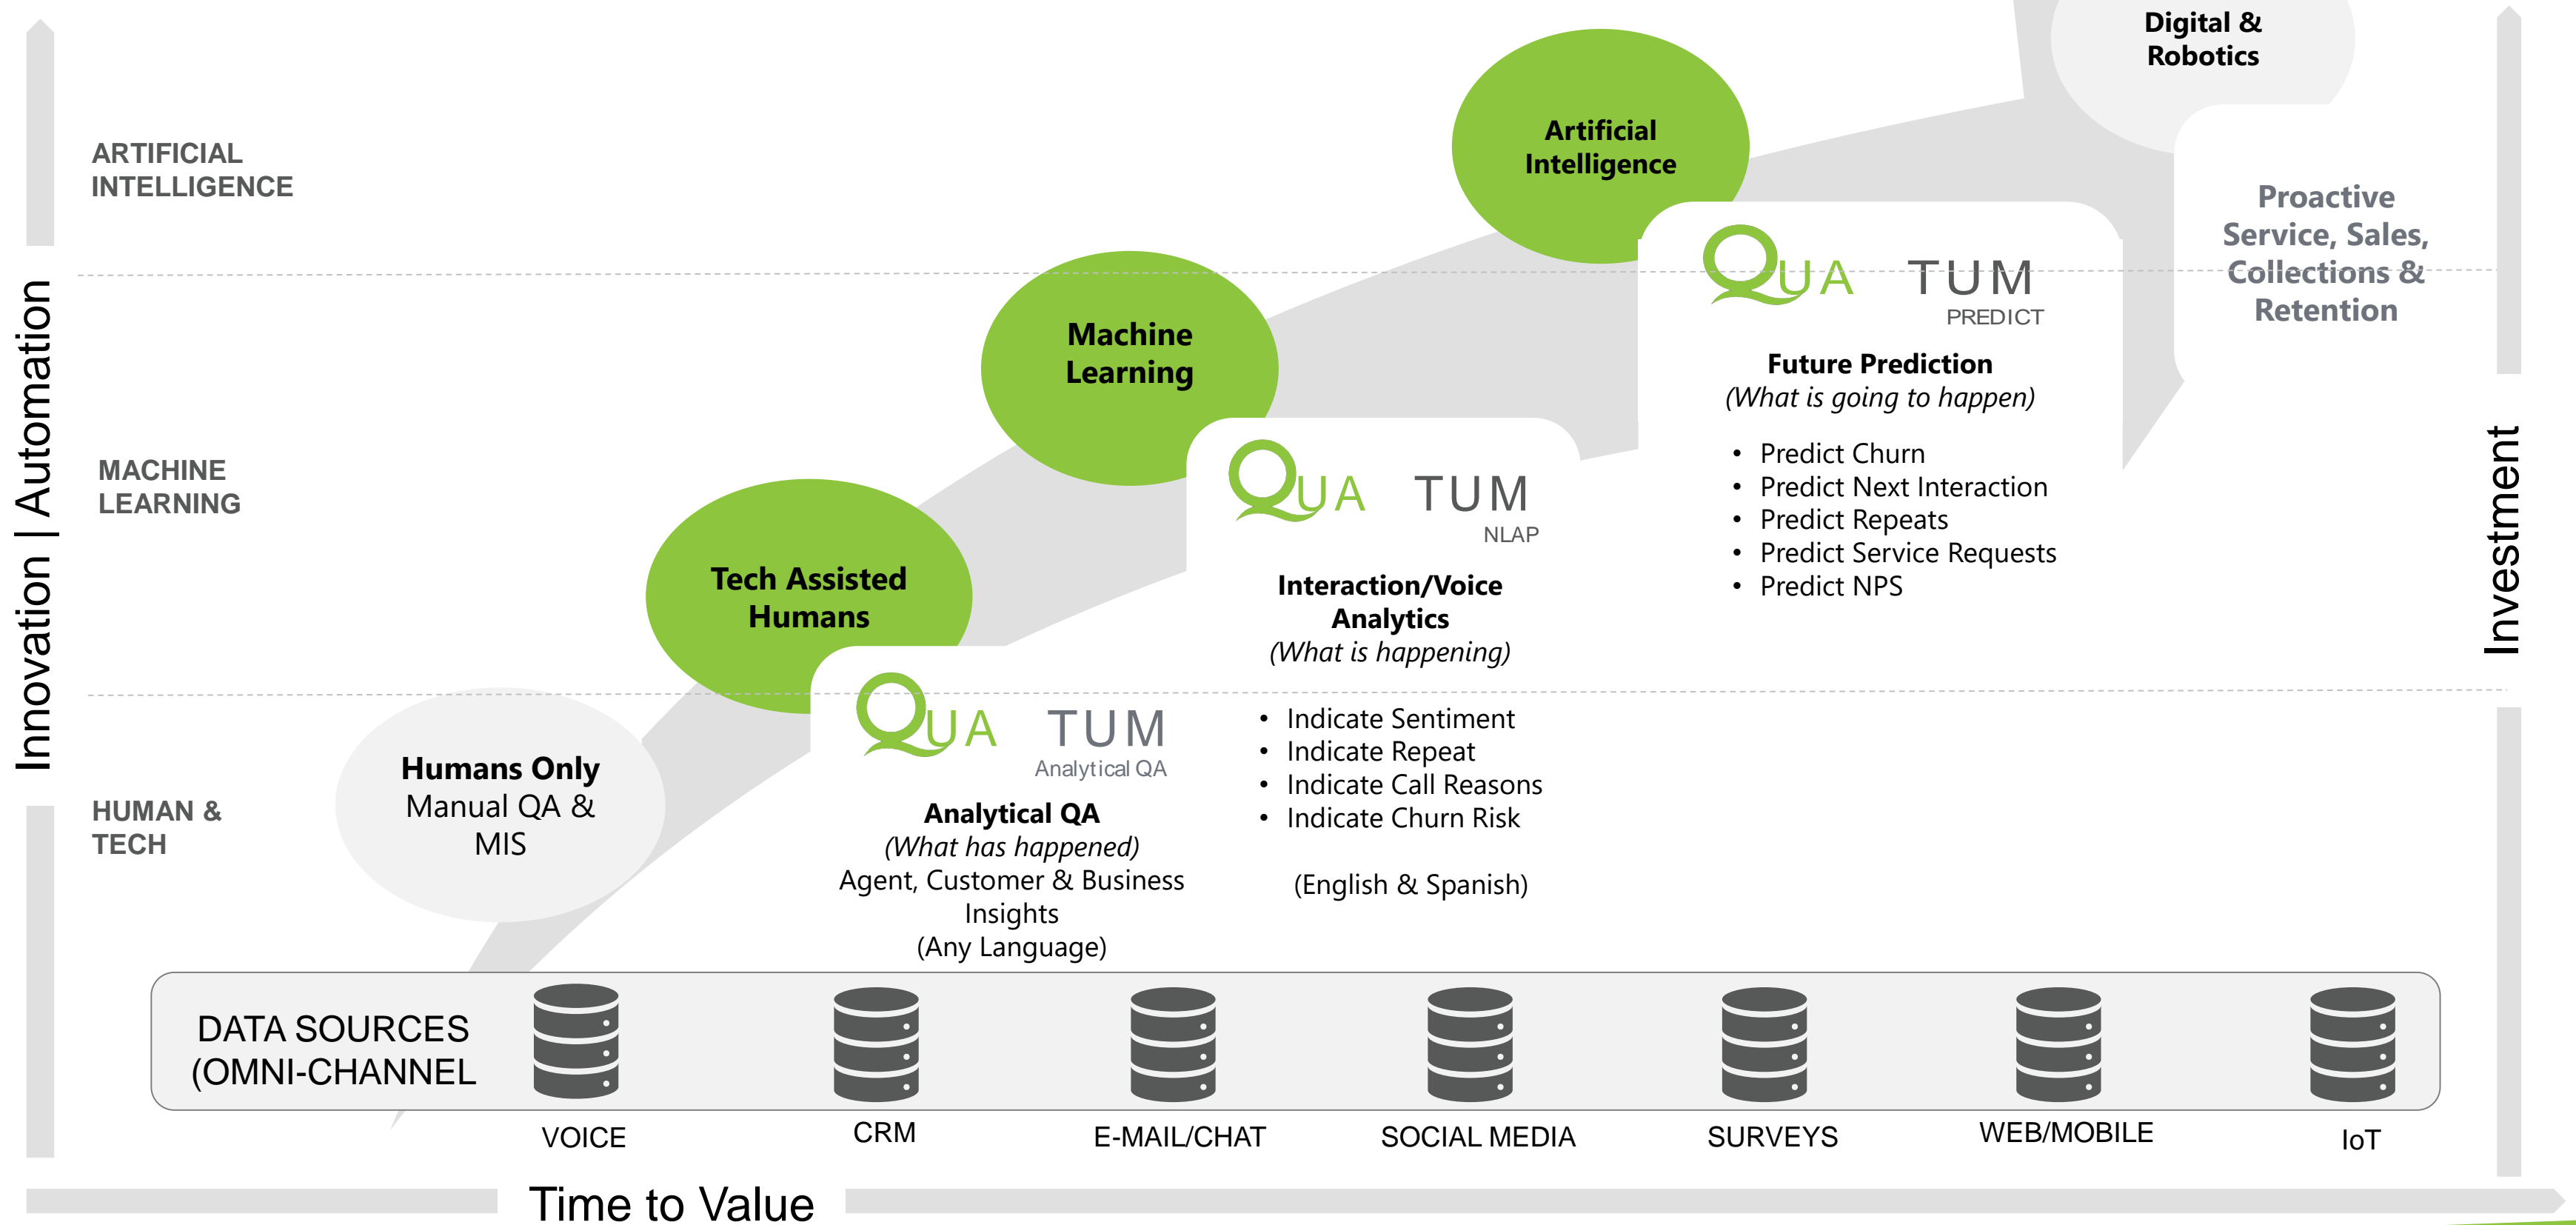 Digital &
Robotics
Artificial
Intelligence
ARTIFICIAL
INTELLIGENCE
Proactive
Service, Sales,
Collections &
Retention
QUA TUM
PREDICT
Future Prediction
(What is going to happen)
• Predict Churn
• Predict Next Interaction
• Predict Repeats
• Predict Service Requests
• Predict NPS
Machine
Learning
MACHINE
LEARNING
QUA TUM
NLAP
Interaction/Voice
Analytics
(What is happening)
• Indicate Sentiment
• Indicate Repeat
• Indicate Call Reasons
• Indicate Churn Risk
(English & Spanish)
Tech Assisted
Humans
QUA TUM
Analytical QA
Analytical QA
(What has happened)
Agent, Customer & Business
Insights
(Any Language)
Humans Only
Manual QA &
MIS
HUMAN &
TECH
Innovation | Automation
Investment
DATA SOURCES
(OMNI-CHANNEL
VOICE
CRM
E-MAIL/CHAT
SOCIAL MEDIA
SURVEYS
WEB/MOBILE
IoT
Time to Value